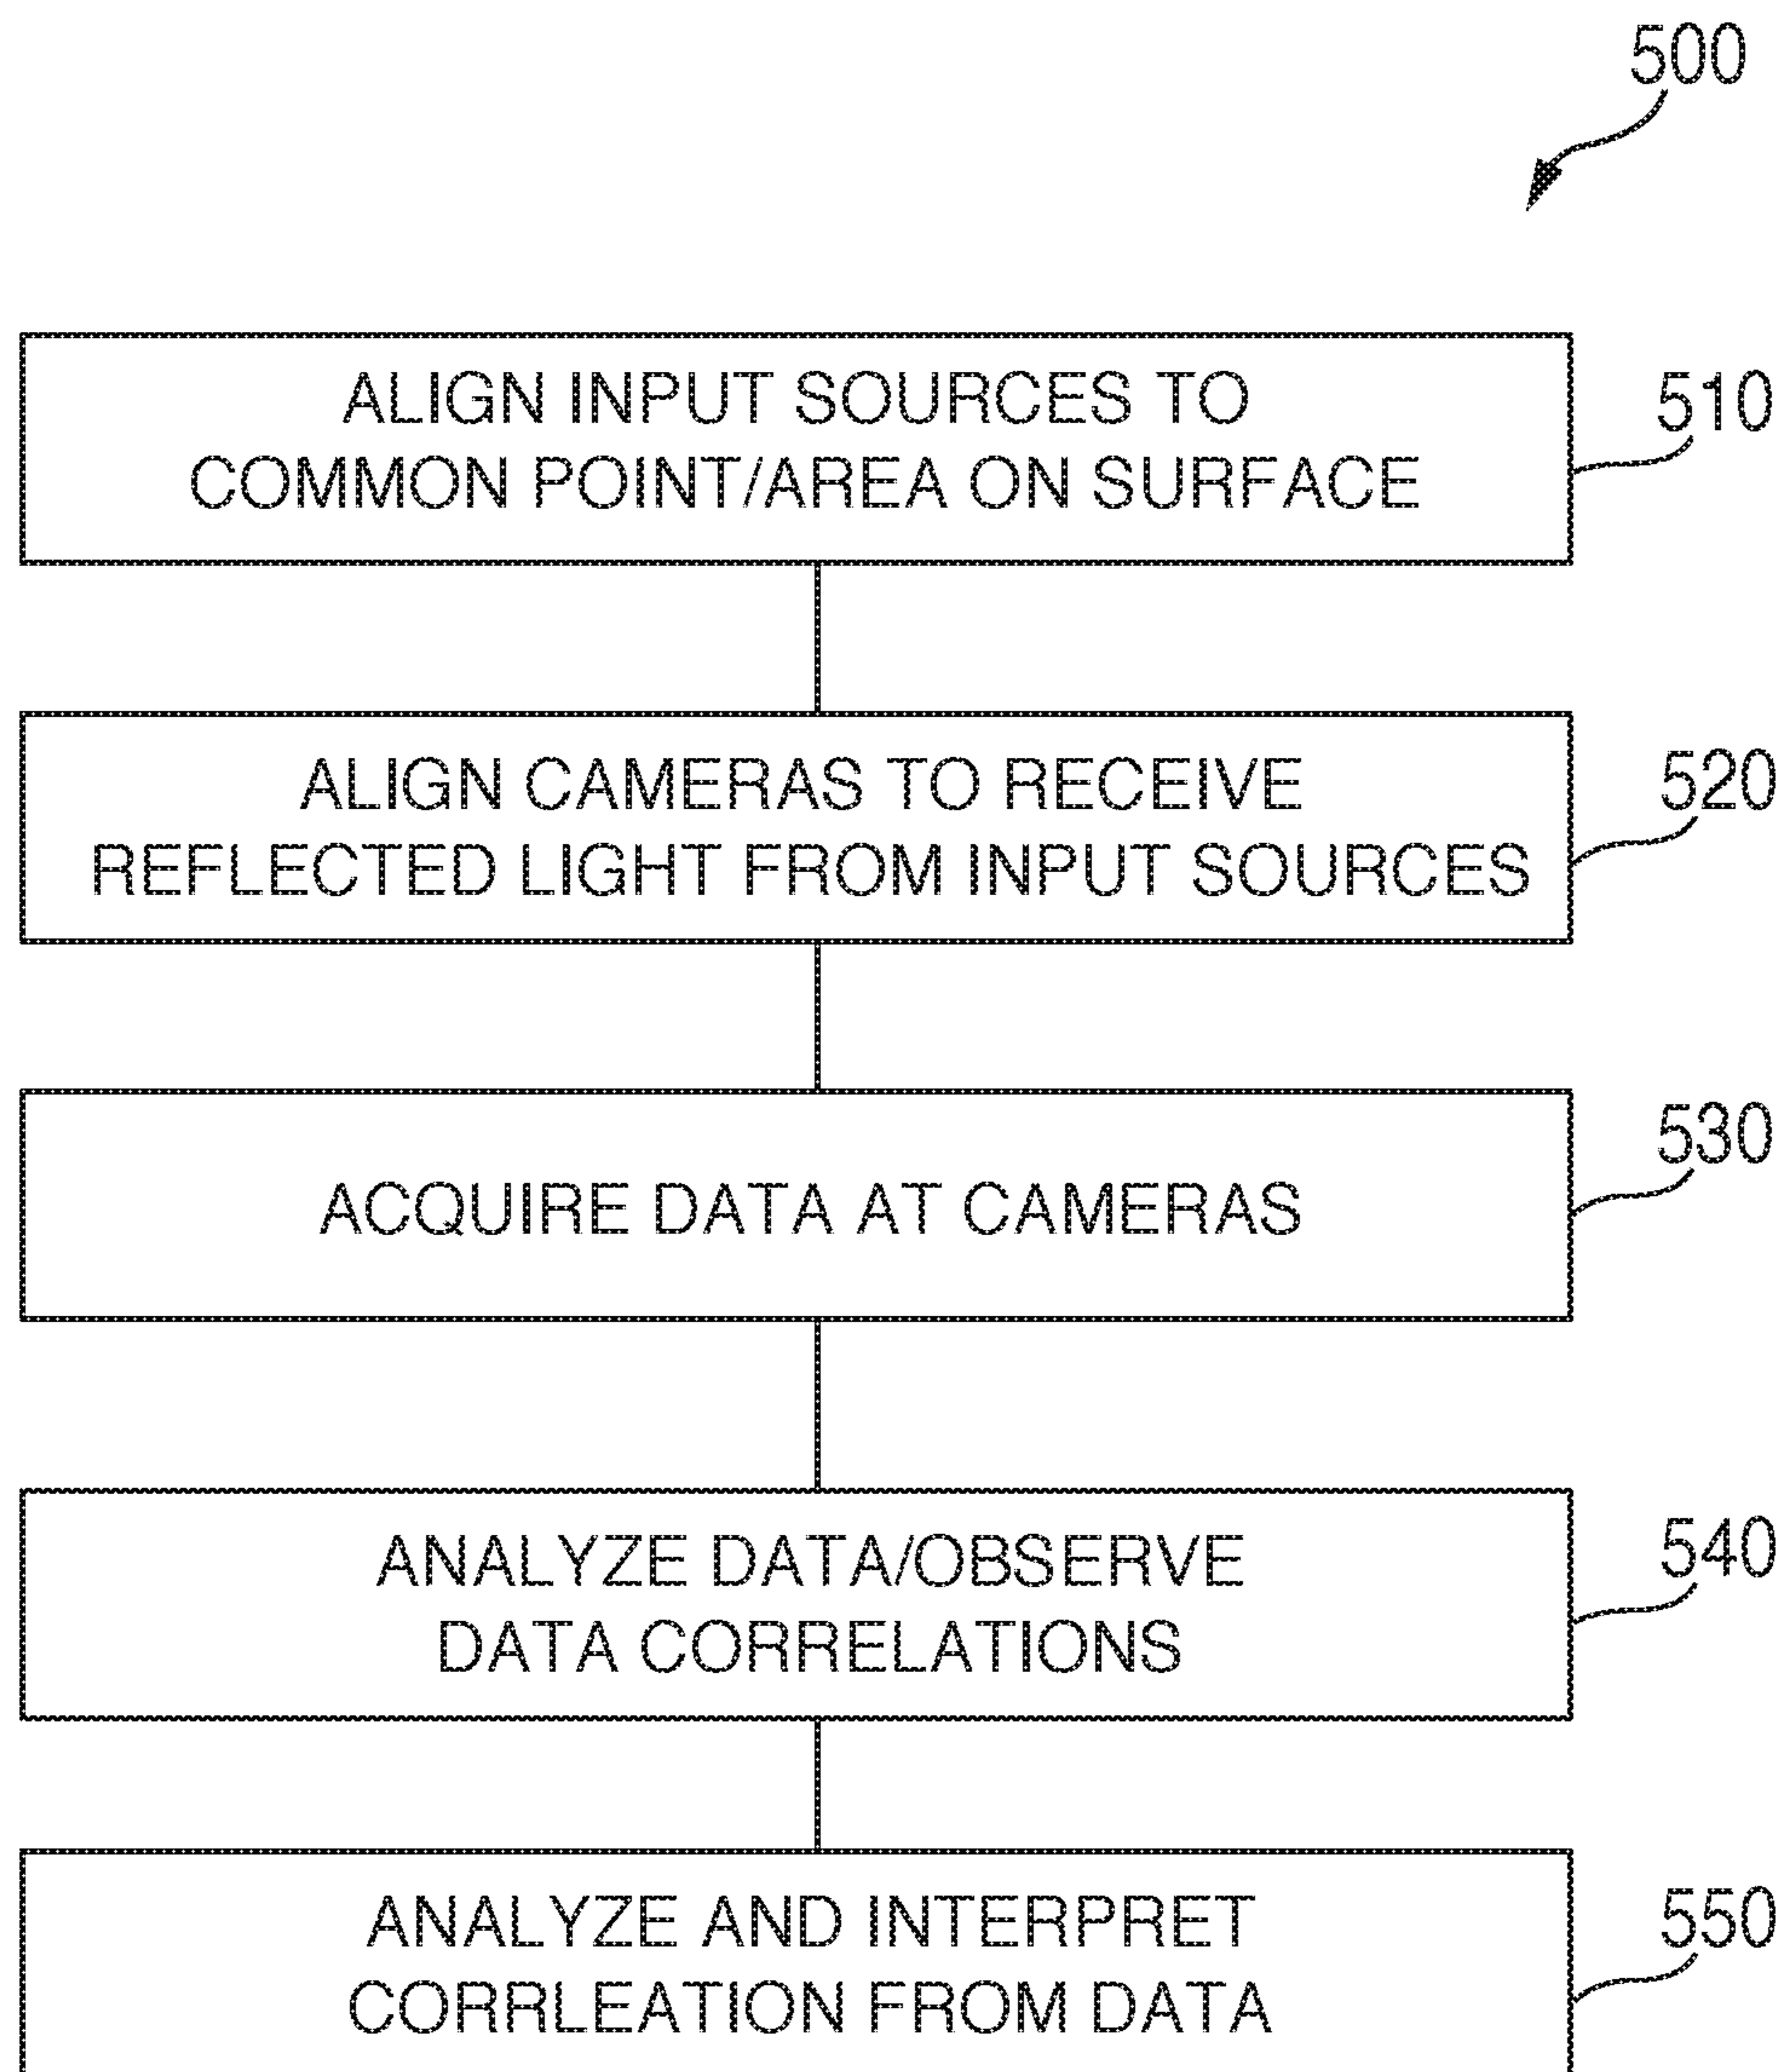 500
ALIGN INPUT SOURCES TO
COMMON POINT/AREA ON SURFACE
510
ALIGN CAMERAS TO RECEIVE
REFLECTED LIGHT FROM INPUT SOURCES
520
ACQUIRE DATA AT CAMERAS
530
ANALYZE DATA/OBSERVE
DATA CORRELATIONS
540
ANALYZE AND INTERPRET
CORRLEATION FROM DATA
550